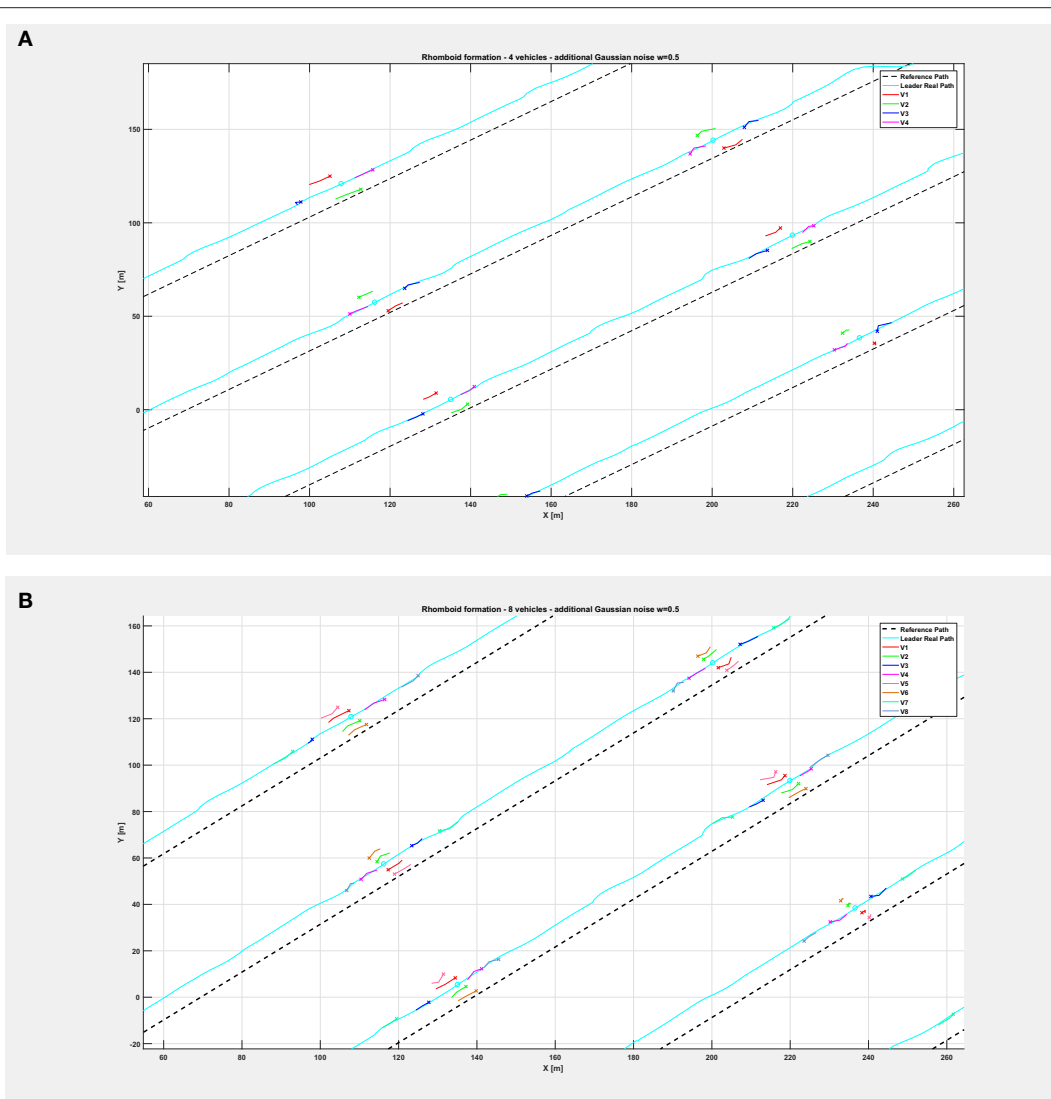 A
Rhomboid formation - 4 vehicles - additional Gaussian noise w=0.5
Reference Path
Leader Real Path
V1
V2
V3
V4
150
100
50
0
Y [m]
60 80 100 120 140 160 180 200 220 240 260
X [m]
B
Rhomboid formation - 8 vehicles - additional Gaussian noise w=0.5
Reference Path
Leader Real Path
V1
V2
V3
V4
V5
V6
V7
V8
160
140
120
100
80
60
40
20
0
-20
Y [m]
60 80 100 120 140 160 180 200 220 240 260
X [m]